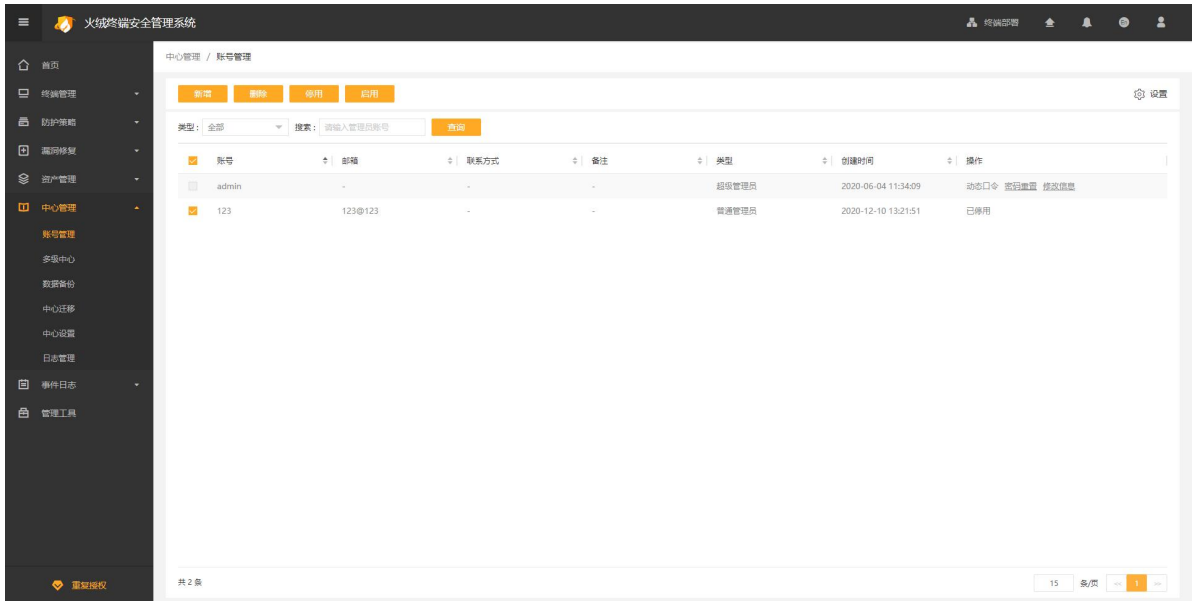 火绒终端安全管理系统
终端部署
中心管理 / 账号管理
首页
终端管理
防护策略
漏洞修复
资产管理
中心管理
账号管理
多级中心
数据备份
中心迁移
中心设置
日志管理
事件日志
管理工具
重复授权
新增 删除 停用 启用 设置
类型： 全部 搜索： 请输入管理员账号 查询
账号 邮箱 联系方式 备注 类型 创建时间 操作
admin - - - 超级管理员 2020-06-04 11:34:09 动态口令 密码重置 修改信息
123 123@123 - - 普通管理员 2020-12-10 13:21:51 已停用
共 2 条 15 条/页 1